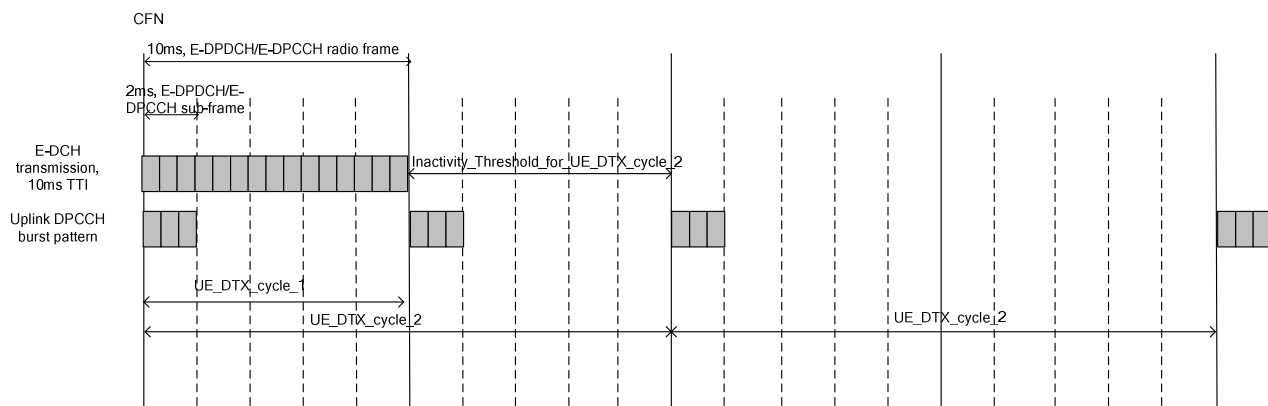 CFN
10ms, E-DPDCH/E-DPCCH radio frame
2ms, E-DPDCH/E-
DPCCH sub-frame
E-DCH
transmission,
10ms TTI
Inactivity_Threshold_for_UE_DTX_cycle_2
Uplink DPCCH
burst pattern
UE_DTX_cycle_1
UE_DTX_cycle_2
UE_DTX_cycle_2